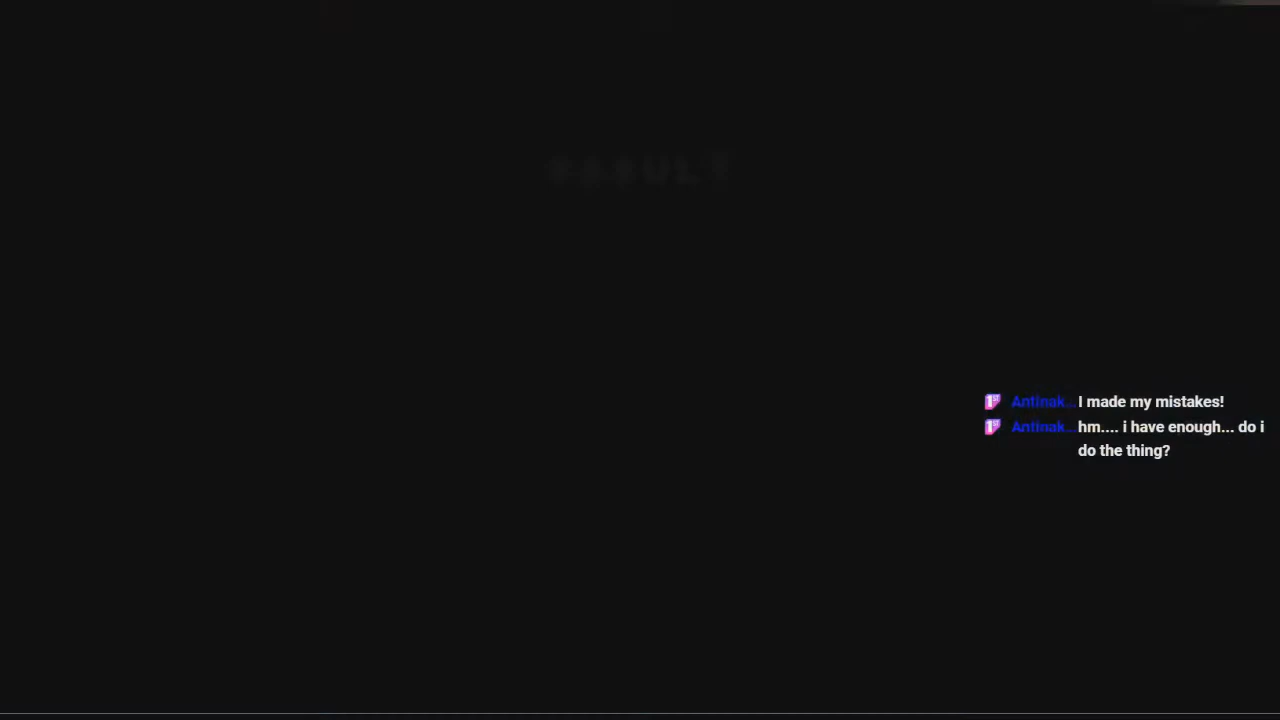 Antinak...I made my mistakes!
Antinak...hm.... i have enough... do i
do the thing?